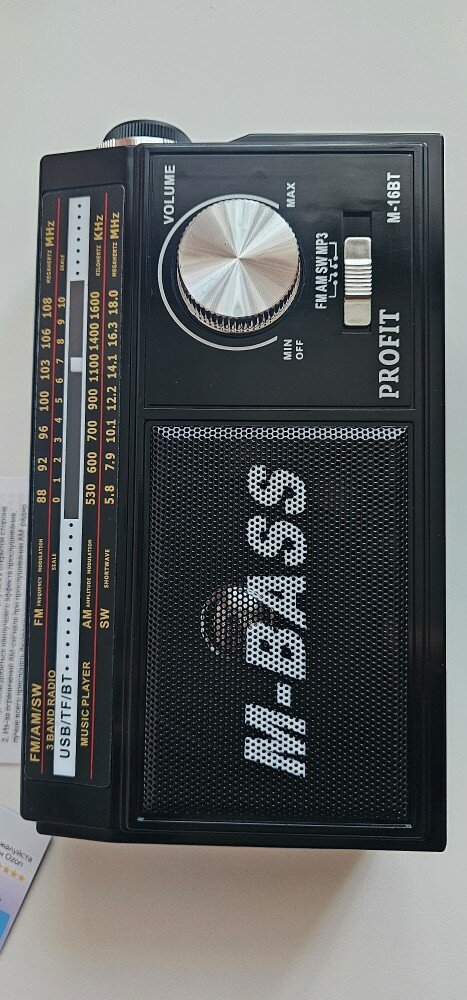 FM/AM/SW
3 BAND RADIO
USB/TF/BT
MUSIC PLAYER
FM FREQUENCY MODULATION 88 92 96 100 103 106 108 MEGAHERTZ MHz
SCALE 0 1 2 3 4 5 6 7 8 9 10 SCALE
AM AMPLITUDE MODULATION 530 600 700 900 1100 1400 1600 KILOHERTZ KHz
SW SHORTWAVE 5.8 7.9 10.1 12.2 14.1 16.3 18.0 MEGAHERTZ MHz
VOLUME
MIN
OFF
MAX
FM AM SW MP3
PROFIT
M-16BT
M-BASS
Ozon